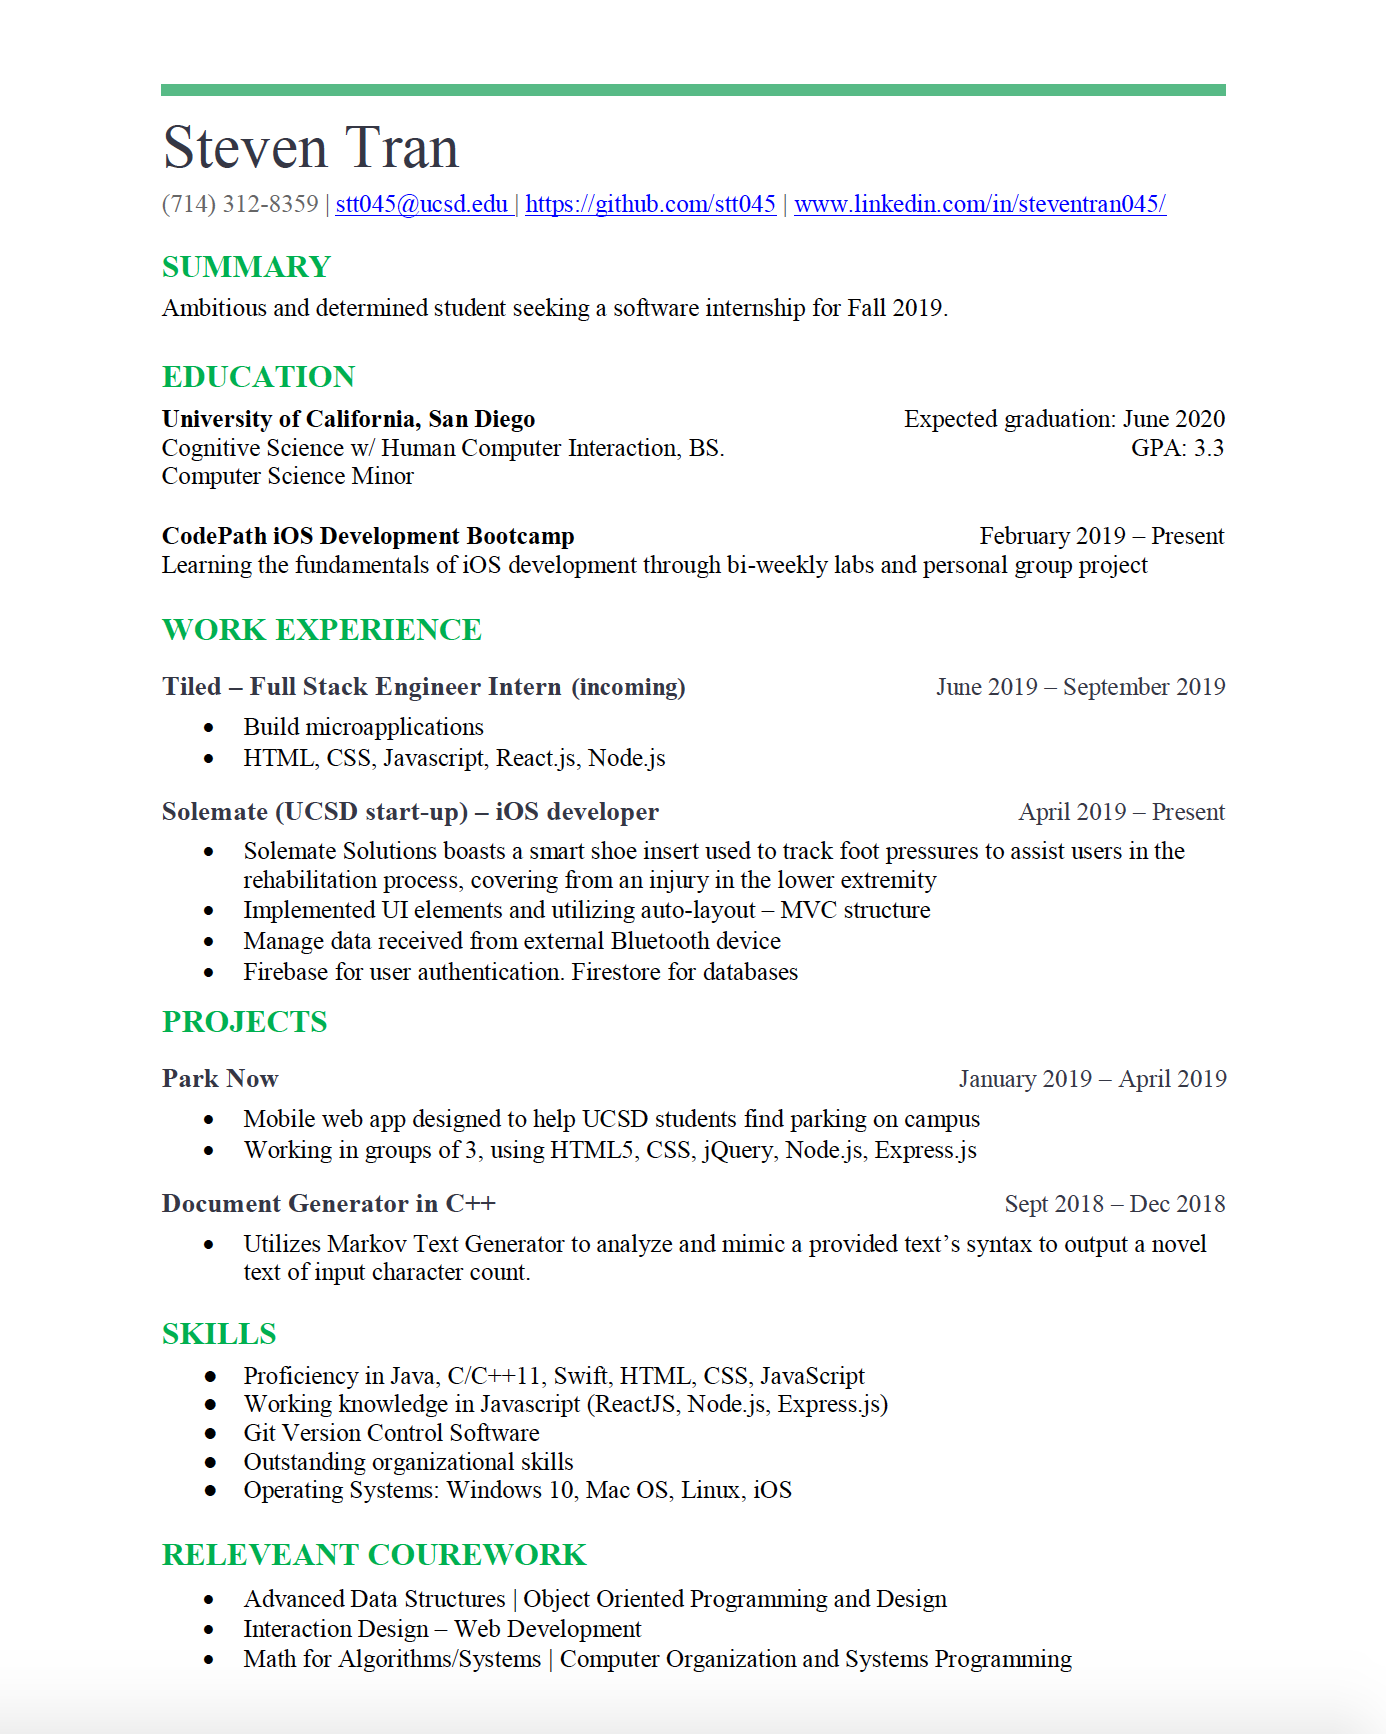 Steven Tran
(714) 312-8359 | stt045@ucsd.edu | https://github.com/stt045 | www.linkedin.com/in/steventran045/
SUMMARY
Ambitious and determined student seeking a software internship for Fall 2019.
EDUCATION
University of California, San Diego Expected graduation: June 2020
Cognitive Science w/ Human Computer Interaction, BS. GPA: 3.3
Computer Science Minor
CodePath iOS Development Bootcamp February 2019 – Present
Learning the fundamentals of iOS development through bi-weekly labs and personal group project
WORK EXPERIENCE
Tiled – Full Stack Engineer Intern (incoming) June 2019 – September 2019
• Build microapplications
• HTML, CSS, Javascript, React.js, Node.js
Solemate (UCSD start-up) – iOS developer April 2019 – Present
• Solemate Solutions boasts a smart shoe insert used to track foot pressures to assist users in the
rehabilitation process, covering from an injury in the lower extremity
• Implemented UI elements and utilizing auto-layout – MVC structure
• Manage data received from external Bluetooth device
• Firebase for user authentication. Firestore for databases
PROJECTS
Park Now January 2019 – April 2019
• Mobile web app designed to help UCSD students find parking on campus
• Working in groups of 3, using HTML5, CSS, jQuery, Node.js, Express.js
Document Generator in C++ Sept 2018 – Dec 2018
• Utilizes Markov Text Generator to analyze and mimic a provided text’s syntax to output a novel
text of input character count.
SKILLS
• Proficiency in Java, C/C++11, Swift, HTML, CSS, JavaScript
• Working knowledge in Javascript (ReactJS, Node.js, Express.js)
• Git Version Control Software
• Outstanding organizational skills
• Operating Systems: Windows 10, Mac OS, Linux, iOS
RELEVEANT COUREWORK
• Advanced Data Structures | Object Oriented Programming and Design
• Interaction Design – Web Development
• Math for Algorithms/Systems | Computer Organization and Systems Programming